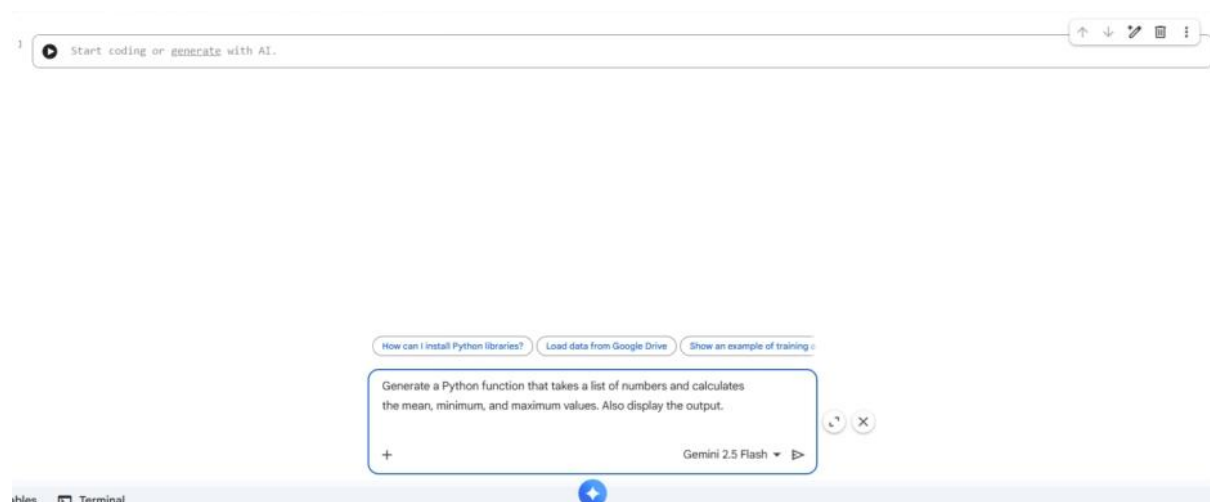 Start coding or generate with AI.
How can I install Python libraries? Load data from Google Drive Show an example of training
Generate a Python function that takes a list of numbers and calculates
the mean, minimum, and maximum values. Also display the output.
Gemini 2.5 Flash
Terminal